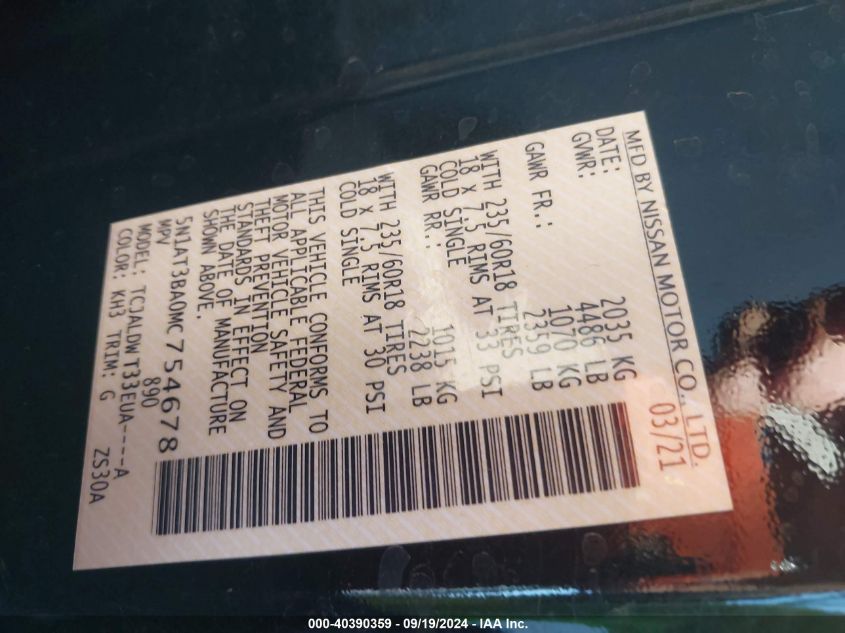 MFD BY NISSAN MOTOR CO., LTD.
DATE: 03/21
GVWR: 2035 KG
4486 LB
GAWR FR.: 1070 KG
2359 LB
WITH 235/60R18 TIRES
18 X 7.5 RIMS AT 33 PSI
COLD SINGLE
GAWR RR.: 1015 KG
2238 LB
WITH 235/60R18 TIRES
18 X 7.5 RIMS AT 30 PSI
COLD SINGLE
THIS VEHICLE CONFORMS TO
ALL APPLICABLE FEDERAL
MOTOR VEHICLE SAFETY AND
THEFT PREVENTION
STANDARDS IN EFFECT ON
THE DATE OF MANUFACTURE
SHOWN ABOVE.
5N1AT3BA0MC754678
MPV 890
MODEL: TCJALDWT33EUA----A
COLOR: KH3 TRIM: G ZS30A
000-40390359 - 09/19/2024 - IAA Inc.